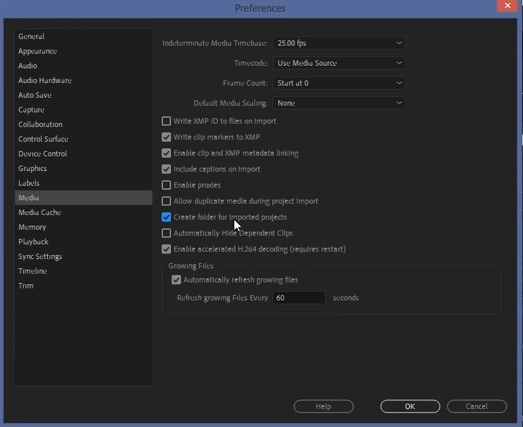 Preferences
General
Appearance
Audio
Audio Hardware
Auto Save
Capture
Collaboration
Control Surface
Device Control
Graphics
Labels
Media
Media Cache
Memory
Playback
Sync Settings
Timeline
Trim
Indeterminate Media Timebase: 25.00 fps
Timecode: Use Media Source
Frame Count: Start at 0
Default Media Scaling: None
Write XMP ID to files on import
Write clip markers to XMP
Enable clip and XMP metadata linking
Include captions on import
Enable proxies
Allow duplicate media during project import
Create folder for imported projects
Automatically Hide Dependent Clips
Enable accelerated H.264 decoding (requires restart)
Growing Files
Automatically refresh growing files
Refresh growing Files Every 60 seconds
Help OK Cancel